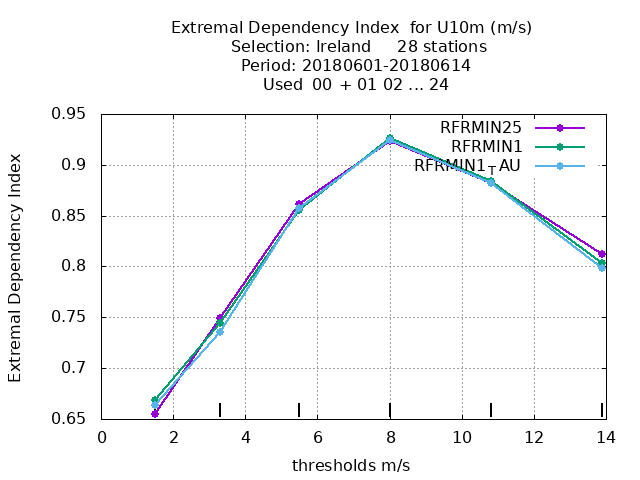 Extremal Dependency Index  for U10m (m/s)
Selection: Ireland     28 stations
Period: 20180601-20180614
Used  00 + 01 02 ... 24
RFRMIN25
RFRMIN1
RFRMIN1TAU
Extremal Dependency Index
0.95
0.9
0.85
0.8
0.75
0.7
0.65
0 2 4 6 8 10 12 14
thresholds m/s